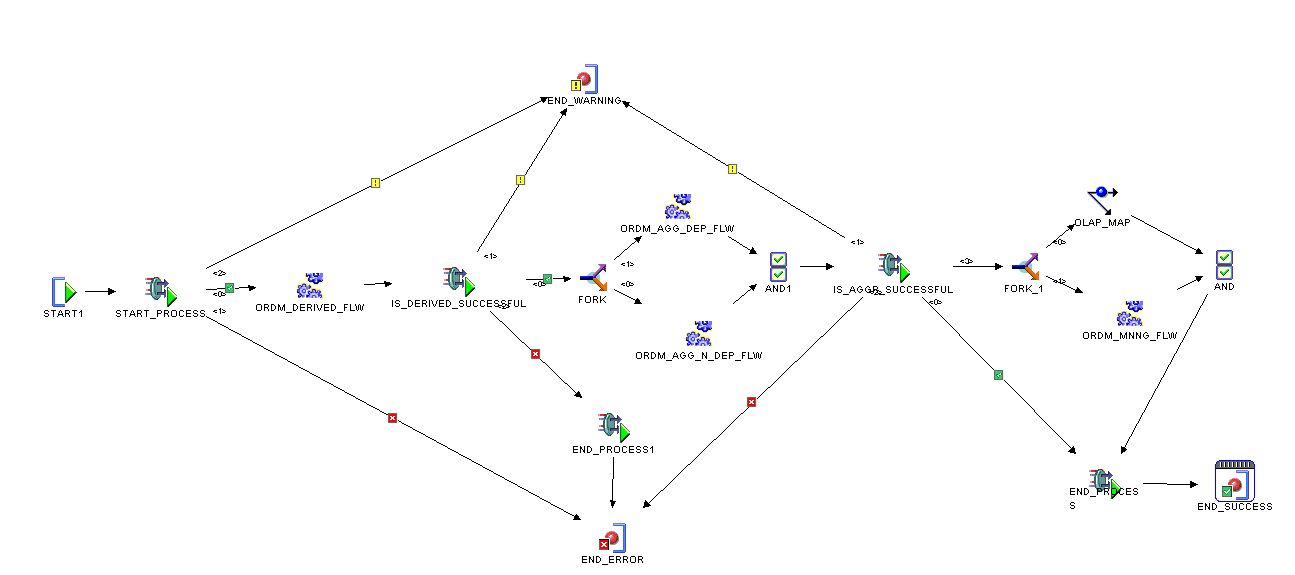 END_WARNING
<1>
OLAP_MAP
ORDM_AGG_DEP_FLW
<0>
<1>
<2>
<1>
<0>
<0>
<0>
<3>
<1>
START1
START_PROCESS
ORDM_DERIVED_FLW
IS_DERIVED_SUCCESSFUL
FORK
AND1
IS_AGGR_SUCCESSFUL
FORK_1
AND
<0>
<1>
ORDM_AGG_N_DEP_FLW
ORDM_MNNG_FLW
END_PROCESS1
END_PROCES
S
END_SUCCESS
END_ERROR